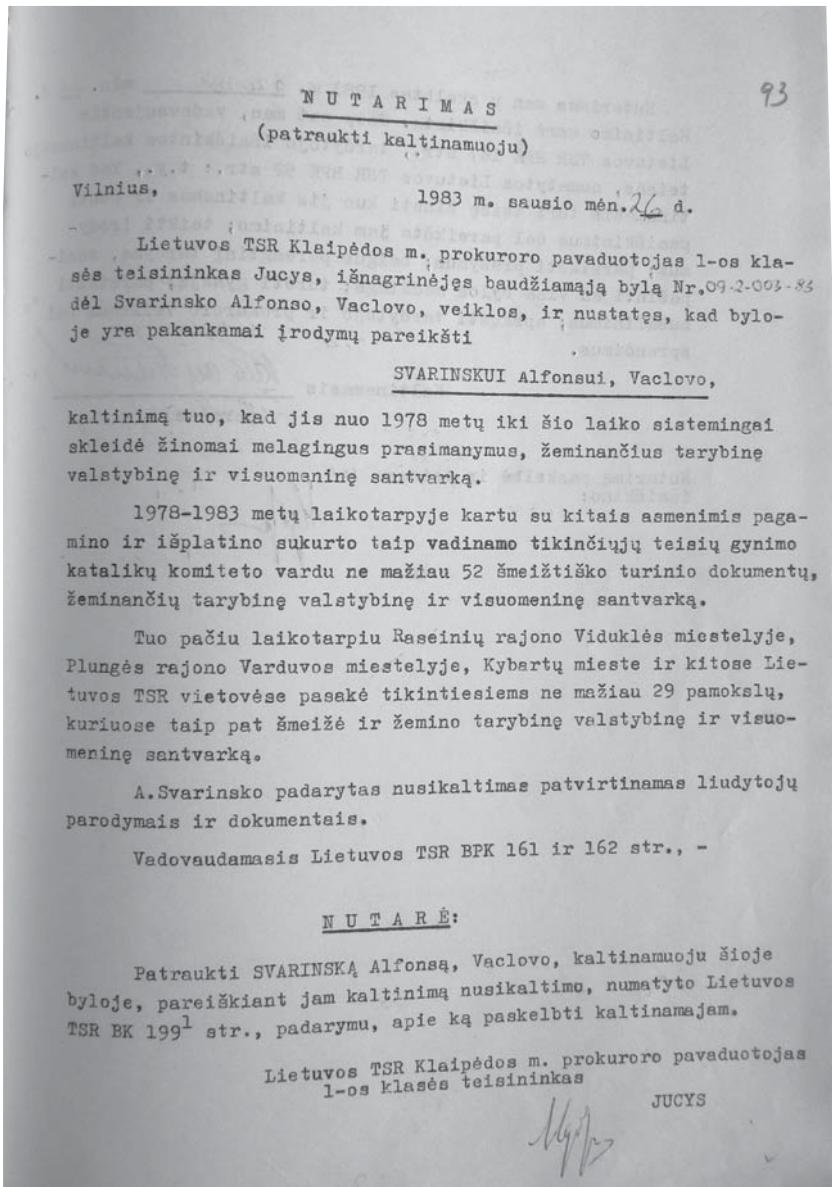 93
NUTARIMAS
(patraukti kaltinamuoju)
Vilnius, 1983 m. sausio mėn. 26 d.
Lietuvos TSR Klaipėdos m. prokuroro pavaduotojas 1-os kla-
sės teisininkas Jucys, išnagrinėjęs baudžiamąją bylą Nr. 09-2-003-83
dėl Svarinsko Alfonso, Vaclovo, veiklos, ir nustatęs, kad bylo-
je yra pakankamai įrodymų pareikšti
SVARINSKUI Alfonsui, Vaclovo,
kaltinimą tuo, kad jis nuo 1978 metų iki šio laiko sistemingai
skleidė žinomai melagingus prasimanymus, žeminančius tarybinę
valstybinę ir visuomeninę santvarką.
1978-1983 metų laikotarpyje kartu su kitais asmenimis paga-
mino ir išplatino sukurto taip vadinamo tikinčiųjų teisių gynimo
katalikų komiteto vardu ne mažiau 52 šmeižtiško turinio dokumentų,
žeminančių tarybinę valstybinę ir visuomeninę santvarką.
Tuo pačiu laikotarpiu Raseinių rajono Viduklės miestelyje,
Plungės rajono Varduvos miestelyje, Kybartų mieste ir kitose Lie-
tuvos TSR vietovėse pasakė tikintiesiems ne mažiau 29 pamokslų,
kuriuose taip pat šmeižė ir žemino tarybinę valstybinę ir visuo-
meninę santvarką.
A.Svarinsko padarytas nusikaltimas patvirtinamas liudytojų
parodymais ir dokumentais.
Vadovaudamasis Lietuvos TSR BPK 161 ir 162 str., -
NUTARĖ:
Patraukti SVARINSKĄ Alfonsą, Vaclovo, kaltinamuoju šioje
byloje, pareiškiant jam kaltinimą nusikaltimo, numatyto Lietuvos
TSR BK 199¹ str., padarymu, apie ką paskelbti kaltinamajam.
Lietuvos TSR Klaipėdos m. prokuroro pavaduotojas
1-os klasės teisininkas
JUCYS